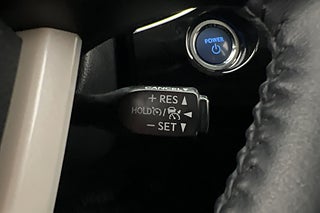 POWER
CANCEL
+ RES ▲
HOLD / ◀
− SET ▼